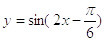 y = sin( 2x − π/6 )